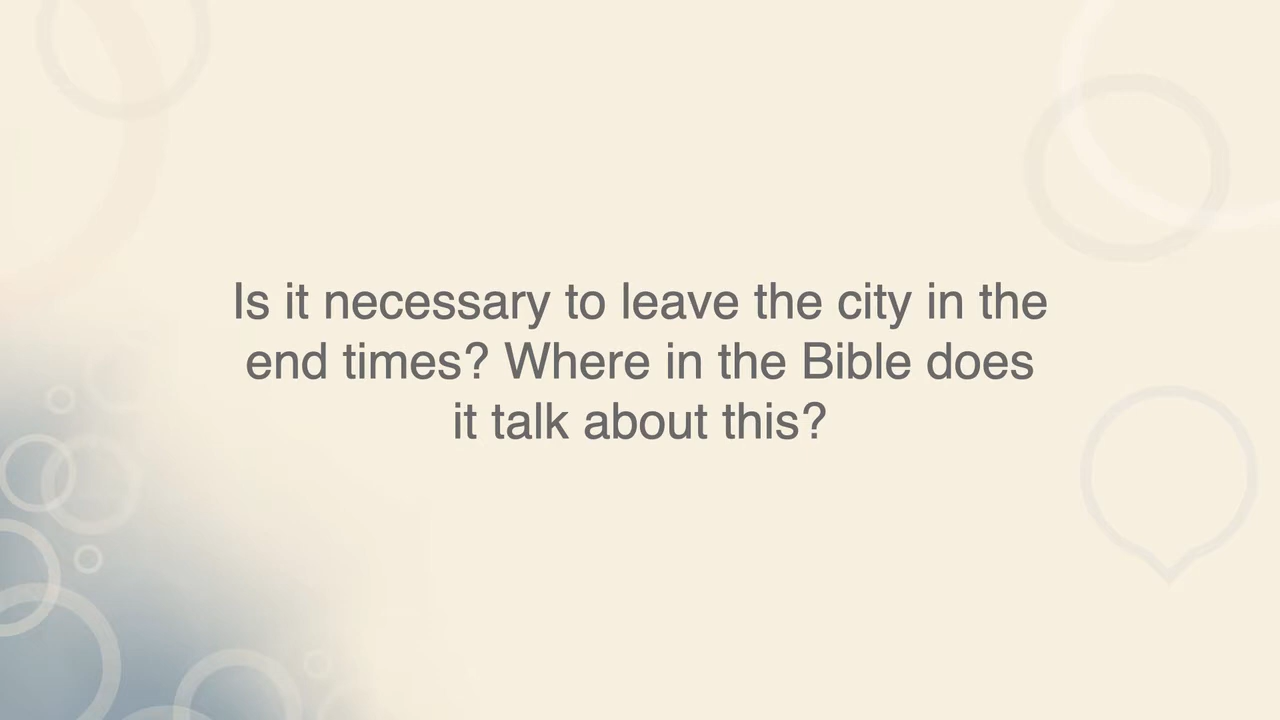 Is it necessary to leave the city in the
end times? Where in the Bible does
it talk about this?